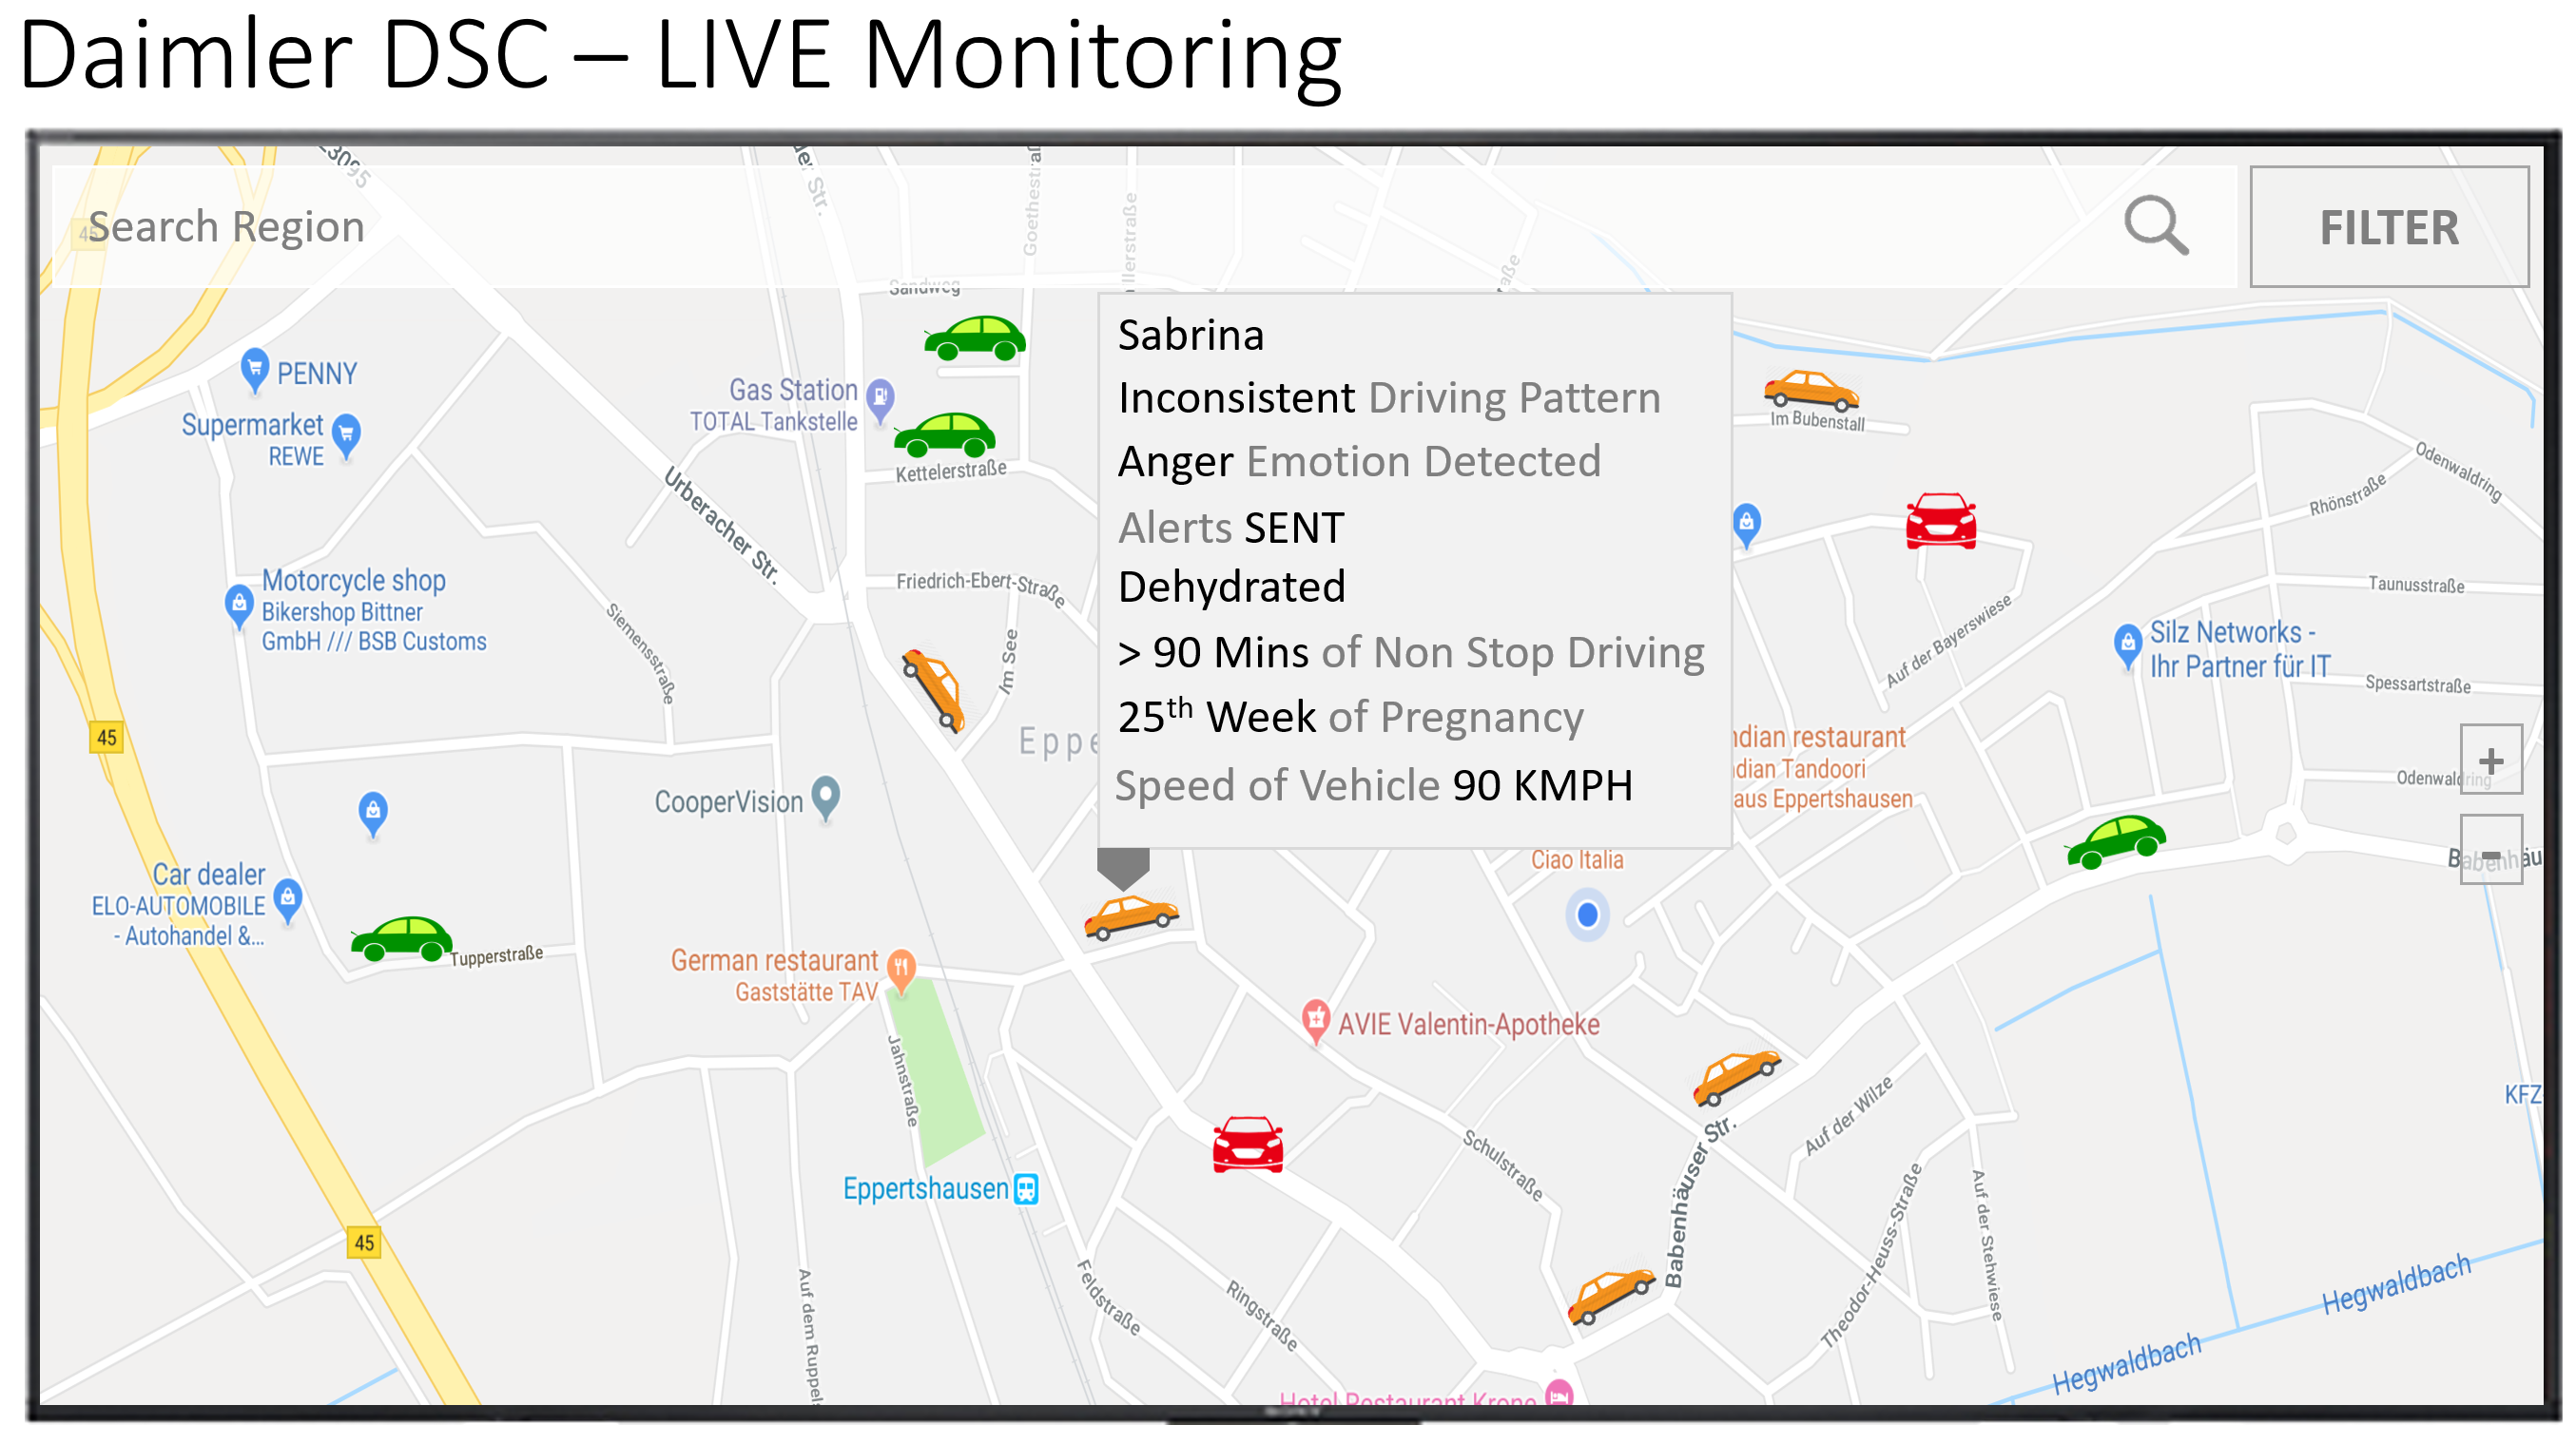 Daimler DSC – LIVE Monitoring
Search Region
FILTER
45
Goethestraß
Sandweg
PENNY
Supermarket
REWE
Gas Station
TOTAL Tankstelle
Kettelerstraße
Urberacher Str.
Motorcycle shop
Bikershop Bittner
GmbH /// BSB Customs
Siemensstraße
Friedrich-Ebert-Straße
Im See
Sabrina
Inconsistent Driving Pattern
Anger Emotion Detected
Alerts SENT
Dehydrated
> 90 Mins of Non Stop Driving
25th Week of Pregnancy
Speed of Vehicle 90 KMPH
Im Bubenstall
Odenwaldring
Rhönstraße
Taunusstraße
Auf der Bayerswiese
Silz Networks -
Ihr Partner für IT
Spessartstraße
45
Eppe
ndian restaurant
ndian Tandoori
aus Eppertshausen
+
Odenwaldring
CooperVision
Ciao Italia
-
Babenhäu
Car dealer
ELO-AUTOMOBILE
- Autohandel &...
Tupperstraße
German restaurant
Gaststätte TAV
AVIE Valentin-Apotheke
Jahnstraße
Auf der Wilze
KFZ
Schulstraße
Babenhäuser Str.
Eppertshausen
Theodor-Heuss-Straße
Auf der Stehwiese
45
Feldstraße
Ringstraße
Auf dem Ruppels
Hegwaldbach
Hegwaldbach
Hotel Restaurant Krone